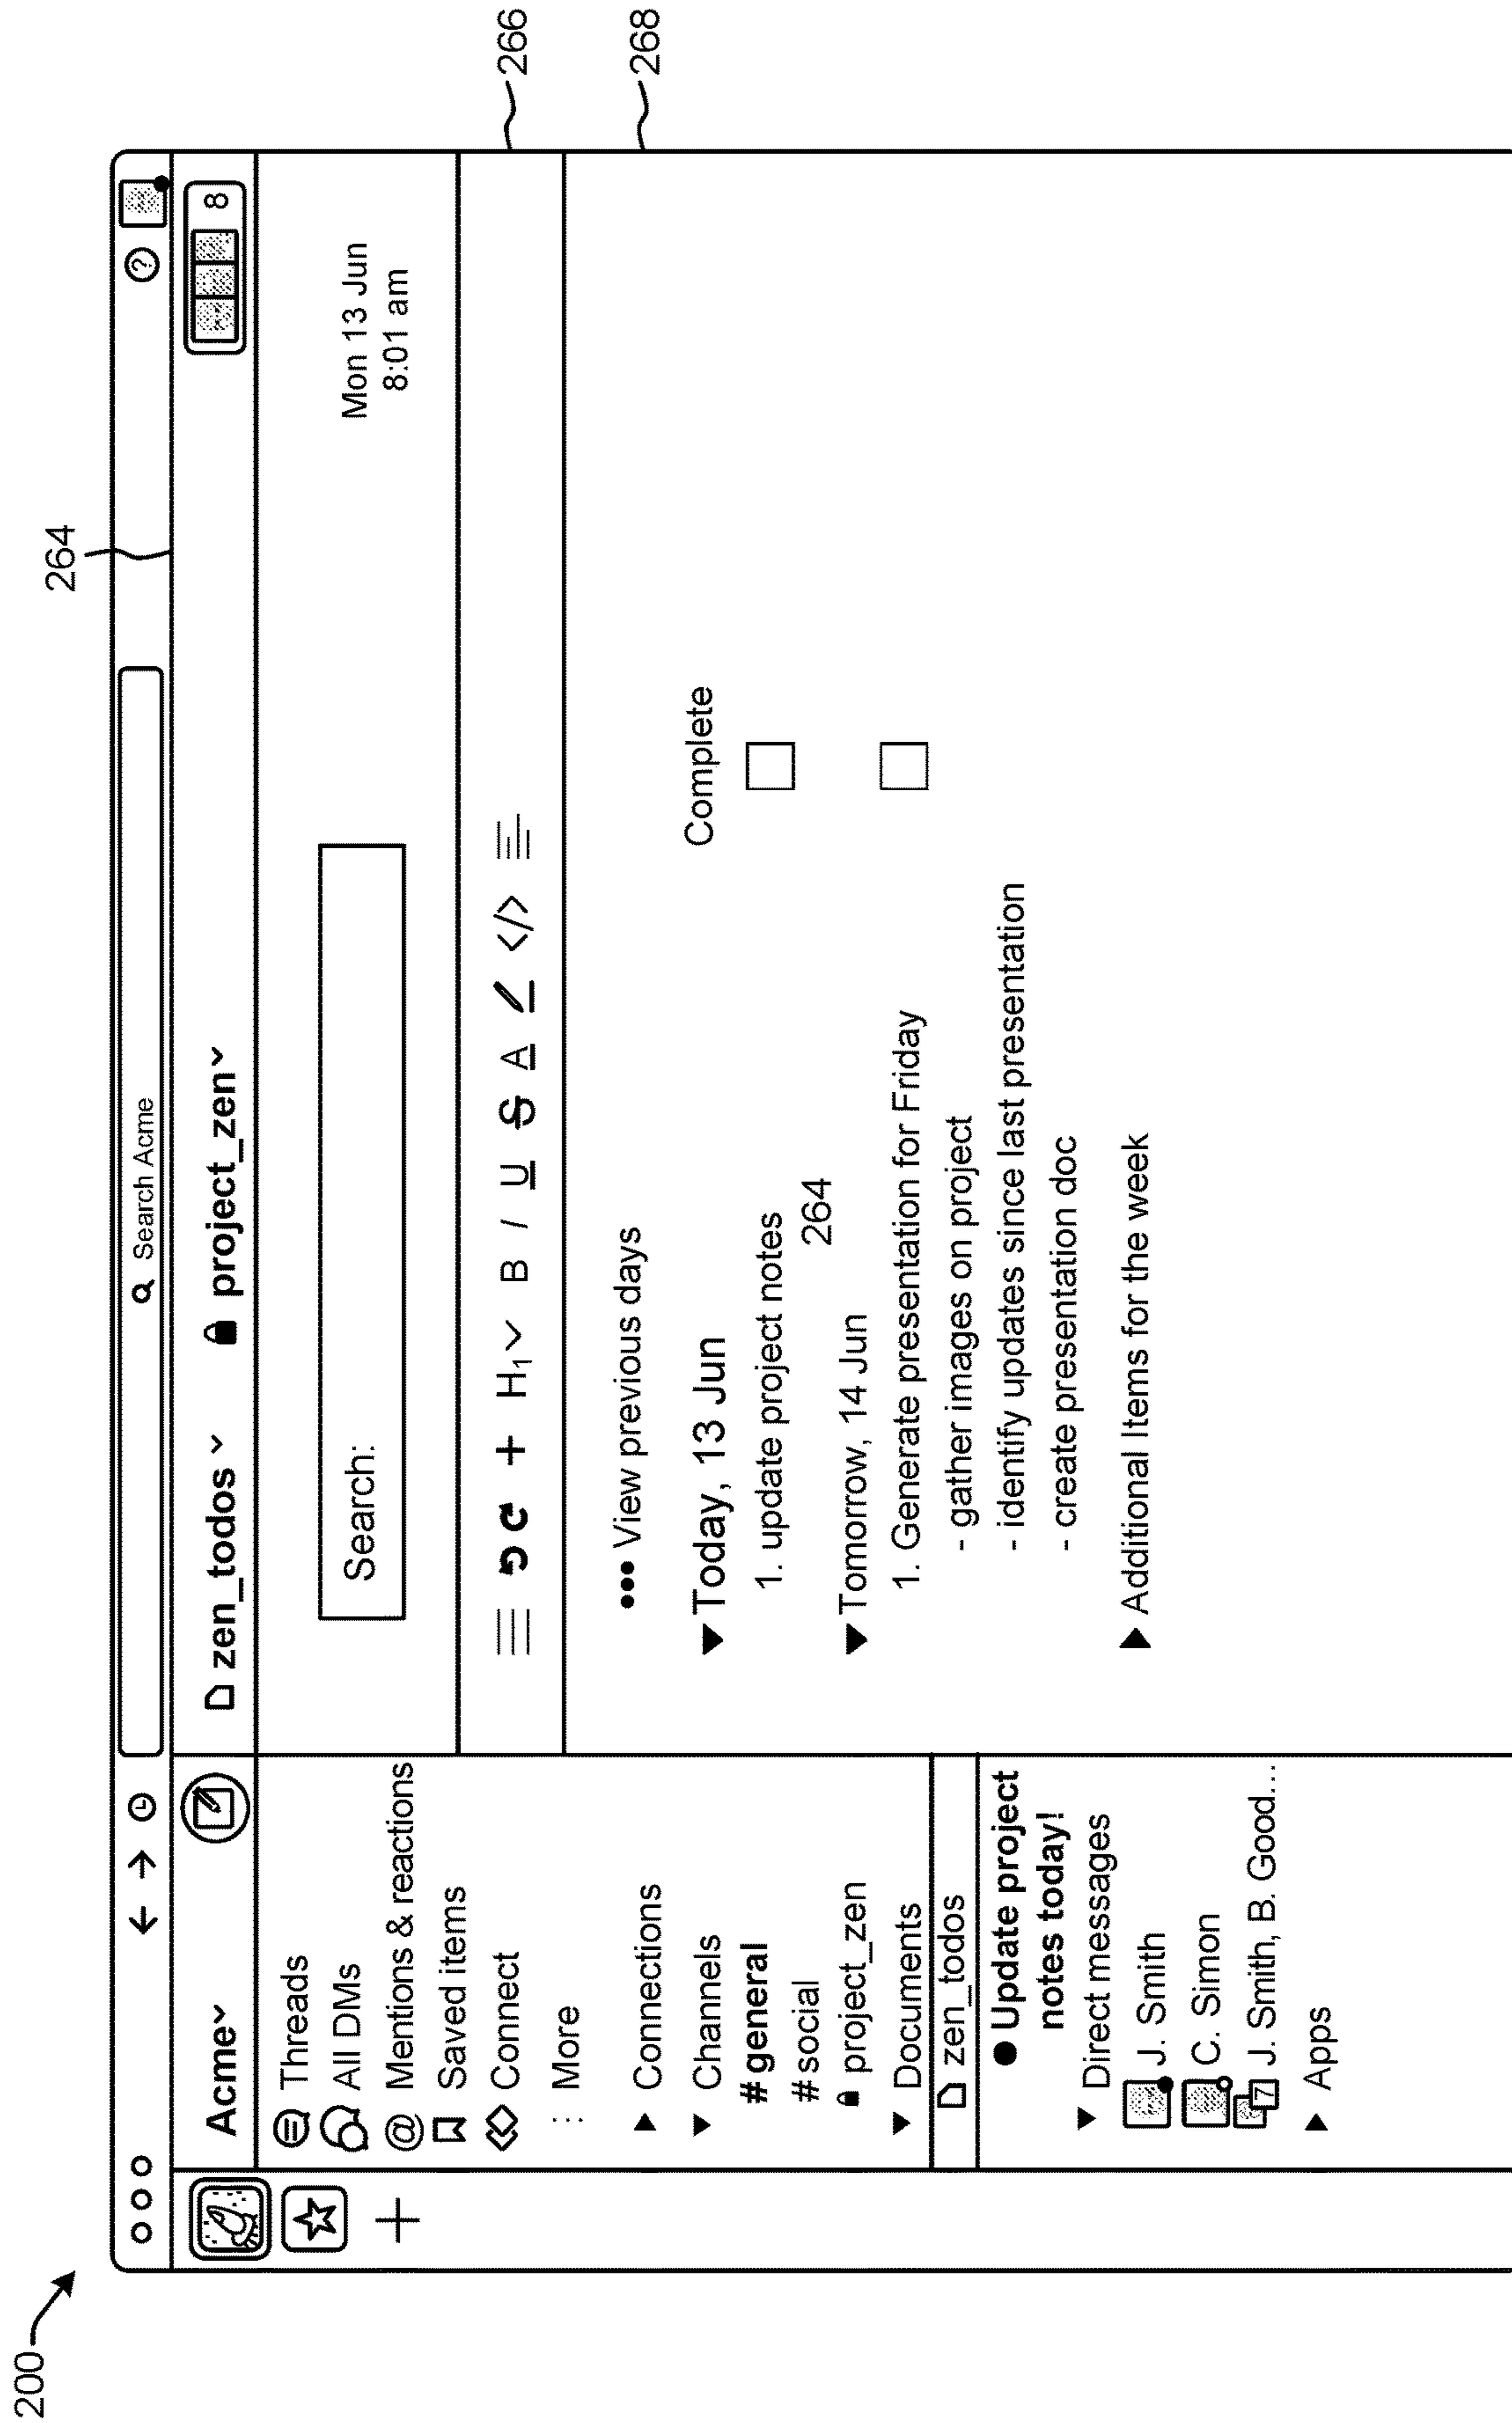 200
264
Search Acme
?
Acme
zen_todos
project_zen
8
Threads
All DMs
@ Mentions & reactions
Saved items
Connect
More
Connections
Channels
# general
# social
project_zen
Documents
zen_todos
Update project
notes today!
Direct messages
J. Smith
C. Simon
7 J. Smith, B. Good...
Apps
Search:
Mon 13 Jun
8:01 am
+ H1 B I U S A </>
266
268
••• View previous days
Complete
Today, 13 Jun
1. update project notes
264
Tomorrow, 14 Jun
1. Generate presentation for Friday
- gather images on project
- identify updates since last presentation
- create presentation doc
Additional Items for the week